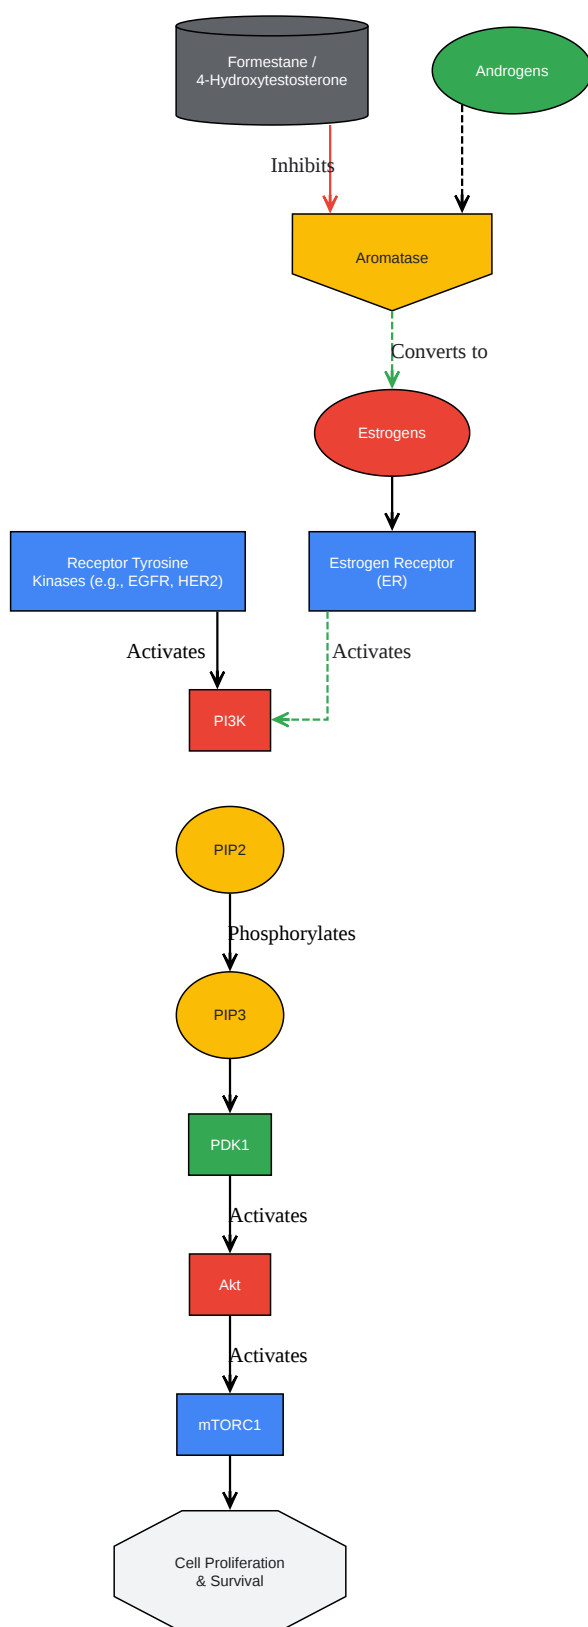 Formestane /
4-Hydroxytestosterone
Androgens
Inhibits
Aromatase
Converts to
Estrogens
Receptor Tyrosine
Kinases (e.g., EGFR, HER2)
Estrogen Receptor
(ER)
Activates
Activates
PI3K
PIP2
Phosphorylates
PIP3
PDK1
Activates
Akt
Activates
mTORC1
Cell Proliferation
& Survival